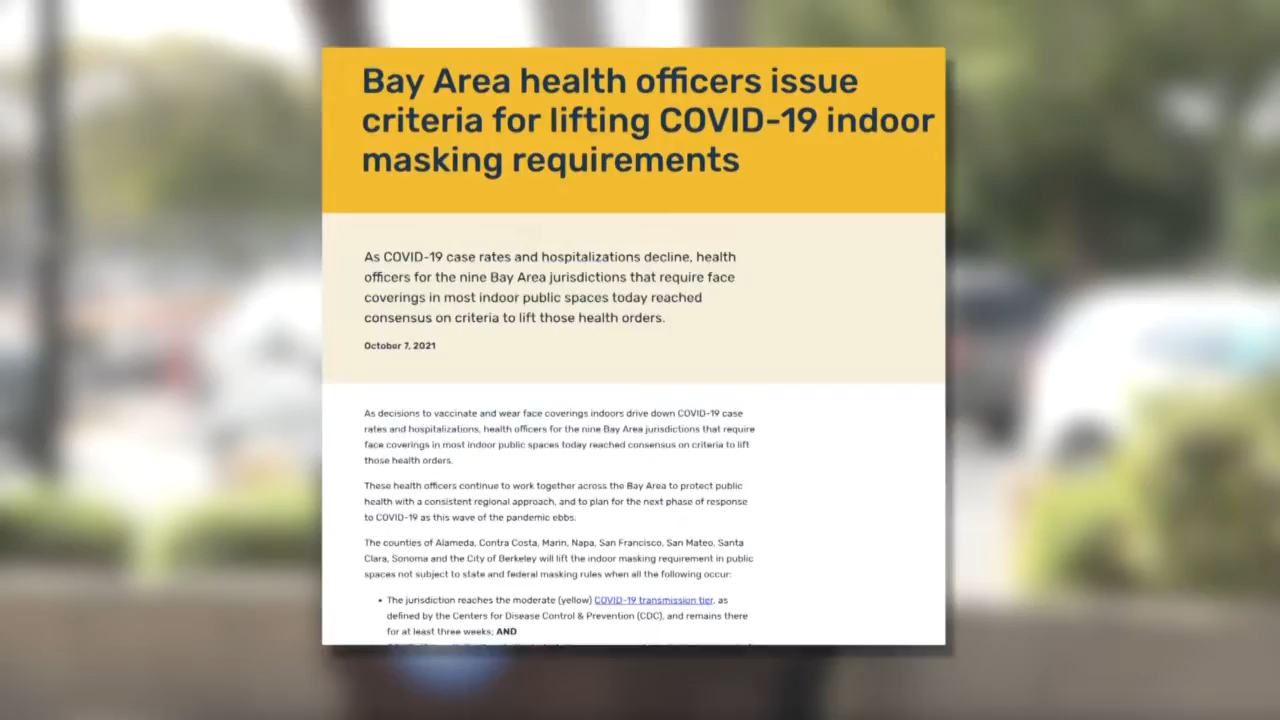 Bay Area health officers issue
criteria for lifting COVID-19 indoor
masking requirements
As COVID-19 case rates and hospitalizations decline, health
officers for the nine Bay Area jurisdictions that require face
coverings in most indoor public spaces today reached
consensus on criteria to lift those health orders.
October 7, 2021
As decisions to vaccinate and wear face coverings indoors drive down COVID-19 case
rates and hospitalizations, health officers for the nine Bay Area jurisdictions that require
face coverings in most indoor public spaces today reached consensus on criteria to lift
those health orders.
These health officers continue to work together across the Bay Area to protect public
health with a consistent regional approach, and to plan for the next phase of response
to COVID-19 as this wave of the pandemic ebbs.
The counties of Alameda, Contra Costa, Marin, Napa, San Francisco, San Mateo, Santa
Clara, Sonoma and the City of Berkeley will lift the indoor masking requirement in public
spaces not subject to state and federal masking rules when all the following occur:
• The jurisdiction reaches the moderate (yellow) COVID-19 transmission tier, as
defined by the Centers for Disease Control & Prevention (CDC), and remains there
for at least three weeks; AND